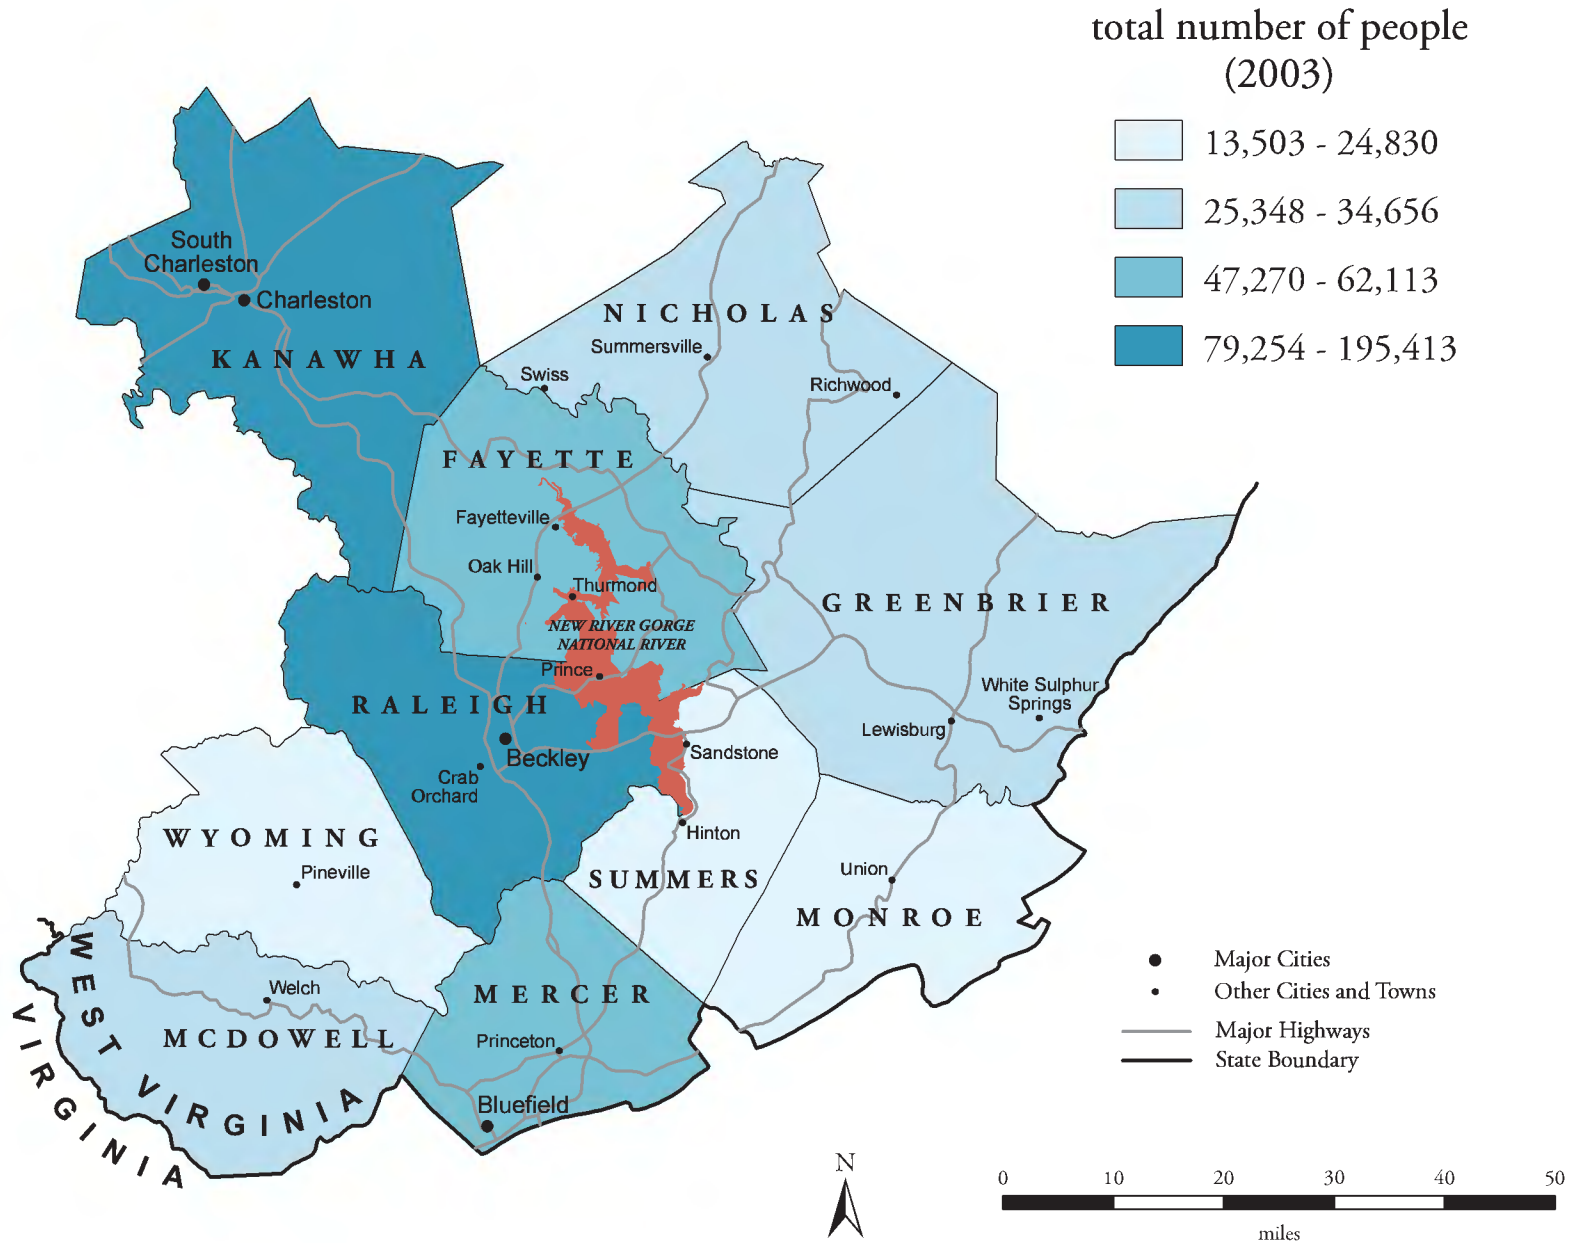 total number of people
(2003)
13,503 - 24,830
25,348 - 34,656
47,270 - 62,113
79,254 - 195,413
South
Charleston
Charleston
KANAWHA
NICHOLAS
Summersville
Swiss
Richwood
FAYETTE
Fayetteville
Oak Hill
Thurmond
NEW RIVER GORGE
NATIONAL RIVER
Prince
GREENBRIER
White Sulphur
Springs
Lewisburg
RALEIGH
Beckley
Crab
Orchard
Sandstone
Hinton
WYOMING
Pineville
SUMMERS
Union
MONROE
MERCER
Princeton
Bluefield
Welch
MCDOWELL
WEST VIRGINIA
VIRGINIA
Major Cities
Other Cities and Towns
Major Highways
State Boundary
N
0 10 20 30 40 50
miles